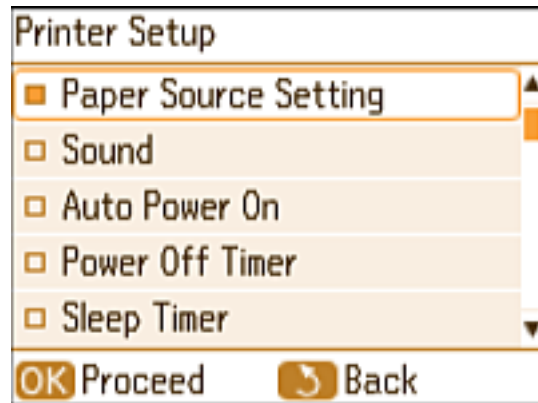 Printer Setup
Paper Source Setting
Sound
Auto Power On
Power Off Timer
Sleep Timer
OK Proceed Back